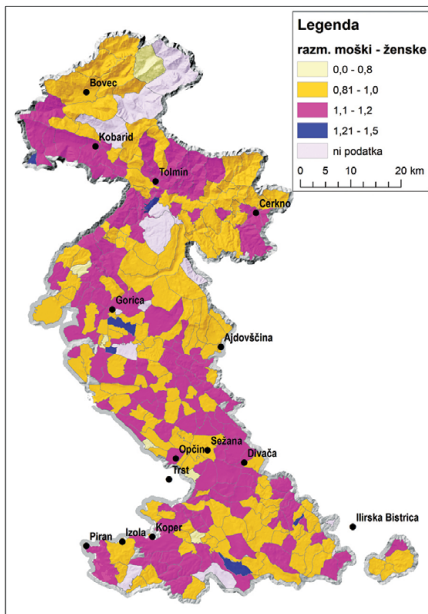 Legenda
razm. moški - ženske
0,0 - 0,8
0,81 - 1,0
1,1 - 1,2
1,21 - 1,5
ni podatka
0 5 10 20 km
Bovec
Kobarid
Tolmin
Cerkno
Gorica
Ajdovščina
Opčine
Sežana
Divača
Trst
Ilirska Bistrica
Koper
Izola
Piran